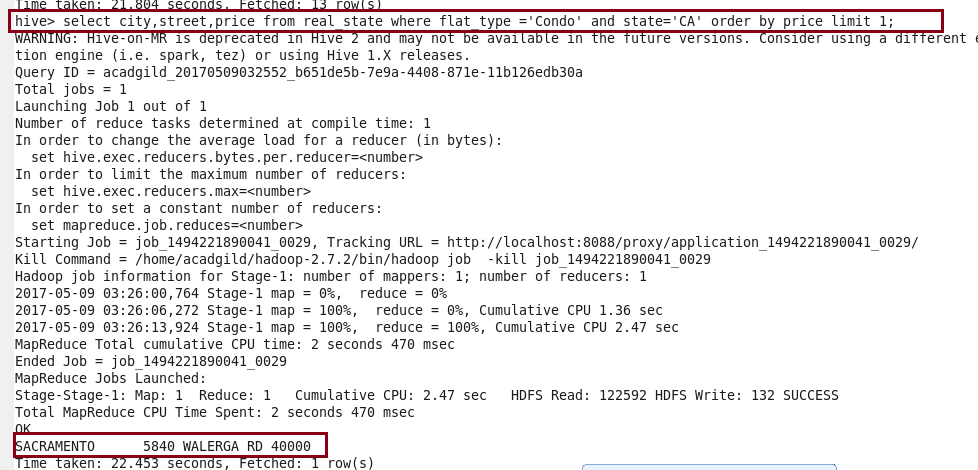 Time taken: 21.804 seconds, Fetched: 13 row(s)
hive> select city,street,price from real_state where flat_type ='Condo' and state='CA' order by price limit 1;
WARNING: Hive-on-MR is deprecated in Hive 2 and may not be available in the future versions. Consider using a different e
tion engine (i.e. spark, tez) or using Hive 1.X releases.
Query ID = acadgild_20170509032552_b651de5b-7e9a-4408-871e-11b126edb30a
Total jobs = 1
Launching Job 1 out of 1
Number of reduce tasks determined at compile time: 1
In order to change the average load for a reducer (in bytes):
  set hive.exec.reducers.bytes.per.reducer=<number>
In order to limit the maximum number of reducers:
  set hive.exec.reducers.max=<number>
In order to set a constant number of reducers:
  set mapreduce.job.reduces=<number>
Starting Job = job_1494221890041_0029, Tracking URL = http://localhost:8088/proxy/application_1494221890041_0029/
Kill Command = /home/acadgild/hadoop-2.7.2/bin/hadoop job  -kill job_1494221890041_0029
Hadoop job information for Stage-1: number of mappers: 1; number of reducers: 1
2017-05-09 03:26:00,764 Stage-1 map = 0%,  reduce = 0%
2017-05-09 03:26:06,272 Stage-1 map = 100%,  reduce = 0%, Cumulative CPU 1.36 sec
2017-05-09 03:26:13,924 Stage-1 map = 100%,  reduce = 100%, Cumulative CPU 2.47 sec
MapReduce Total cumulative CPU time: 2 seconds 470 msec
Ended Job = job_1494221890041_0029
MapReduce Jobs Launched:
Stage-Stage-1: Map: 1  Reduce: 1   Cumulative CPU: 2.47 sec   HDFS Read: 122592 HDFS Write: 132 SUCCESS
Total MapReduce CPU Time Spent: 2 seconds 470 msec
OK
SACRAMENTO      5840 WALERGA RD 40000
Time taken: 22.453 seconds, Fetched: 1 row(s)